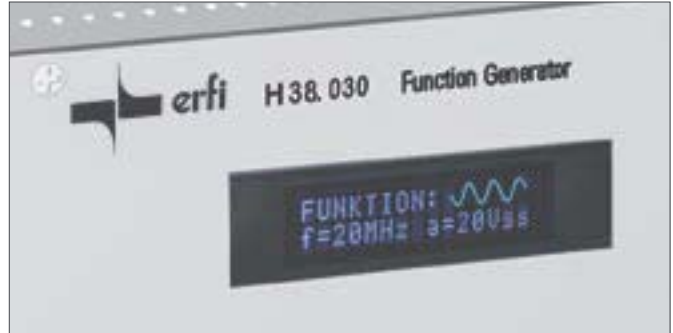 erfi H38.030 Function Generator
FUNKTION:
f=20MHz a=20Vss